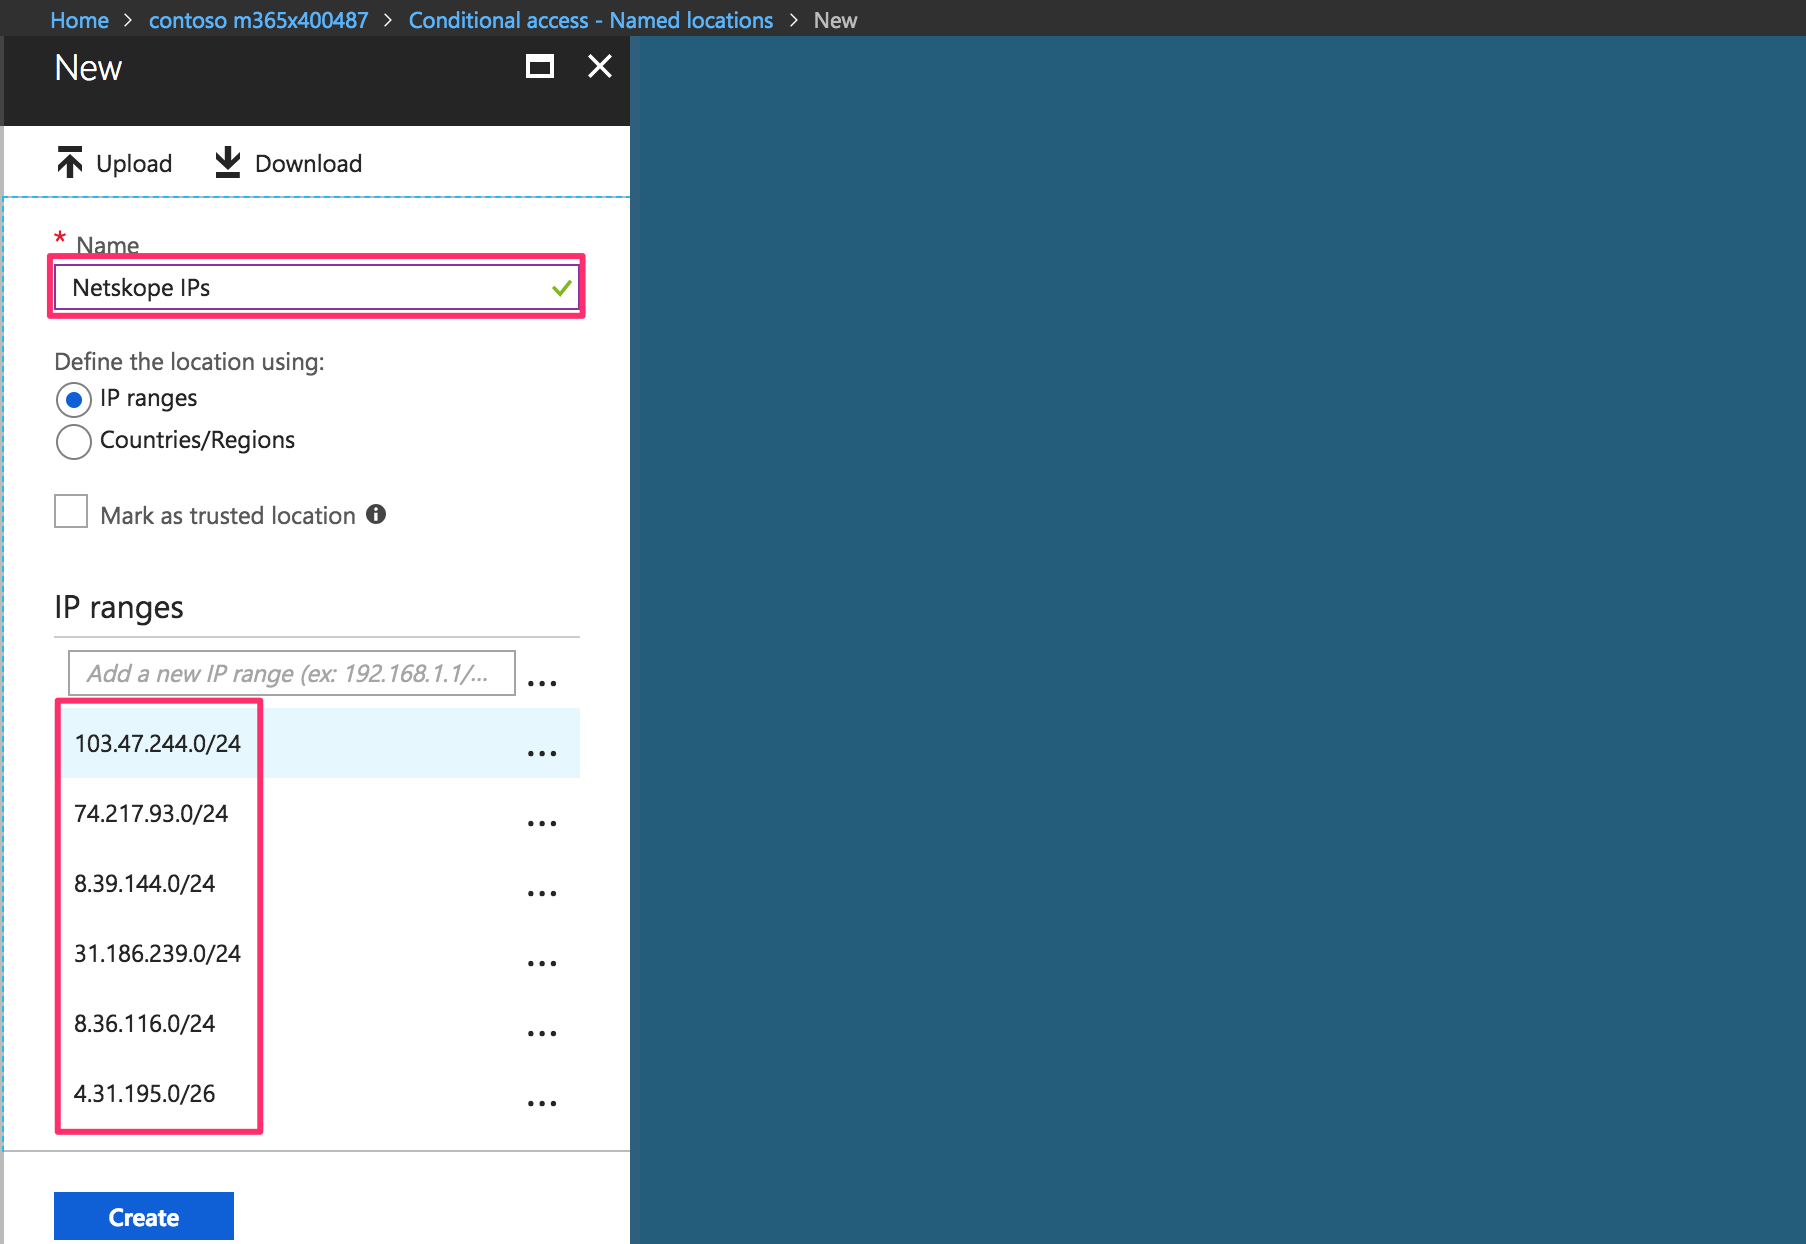 Home > contoso m365x400487 > Conditional access - Named locations > New
New
Upload Download
* Name
Netskope IPs
Define the location using:
IP ranges
Countries/Regions
Mark as trusted location
IP ranges
Add a new IP range (ex: 192.168.1.1/... ...
103.47.244.0/24 ...
74.217.93.0/24 ...
8.39.144.0/24 ...
31.186.239.0/24 ...
8.36.116.0/24 ...
4.31.195.0/26 ...
Create